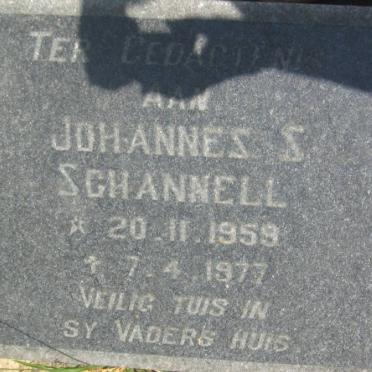 TER GEDAGTENIS
AAN
JOHANNES S
SCHANNELL
* 20.11.1959
† 7.4.1977
VEILIG TUIS IN
SY VADERS HUIS